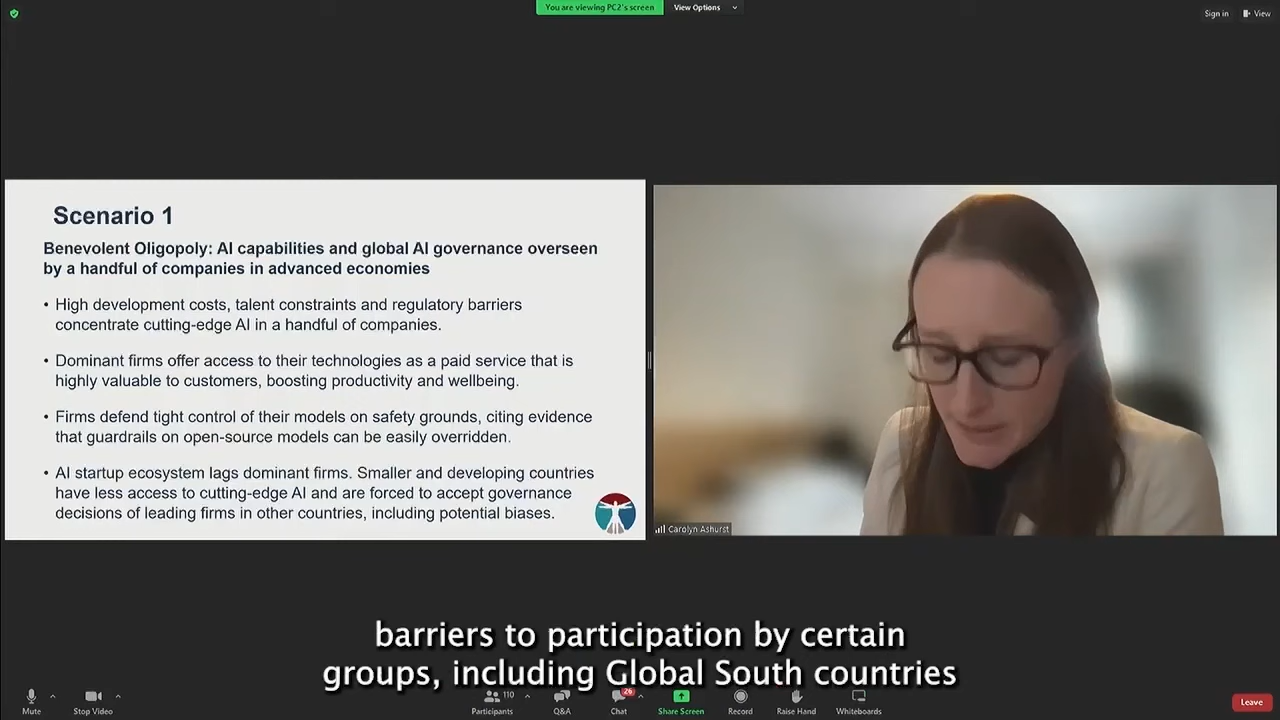 You are viewing PC2's screen
View Options
Sign in
View
Scenario 1
Benevolent Oligopoly: AI capabilities and global AI governance overseen
by a handful of companies in advanced economies
• High development costs, talent constraints and regulatory barriers
concentrate cutting-edge AI in a handful of companies.
• Dominant firms offer access to their technologies as a paid service that is
highly valuable to customers, boosting productivity and wellbeing.
• Firms defend tight control of their models on safety grounds, citing evidence
that guardrails on open-source models can be easily overridden.
• AI startup ecosystem lags dominant firms. Smaller and developing countries
have less access to cutting-edge AI and are forced to accept governance
decisions of leading firms in other countries, including potential biases.
Carolyn Ashurst
barriers to participation by certain
groups, including Global South countries
Mute
Stop Video
Participants
110
Q&A
Chat
26
Share Screen
Record
Raise Hand
Whiteboards
Leave